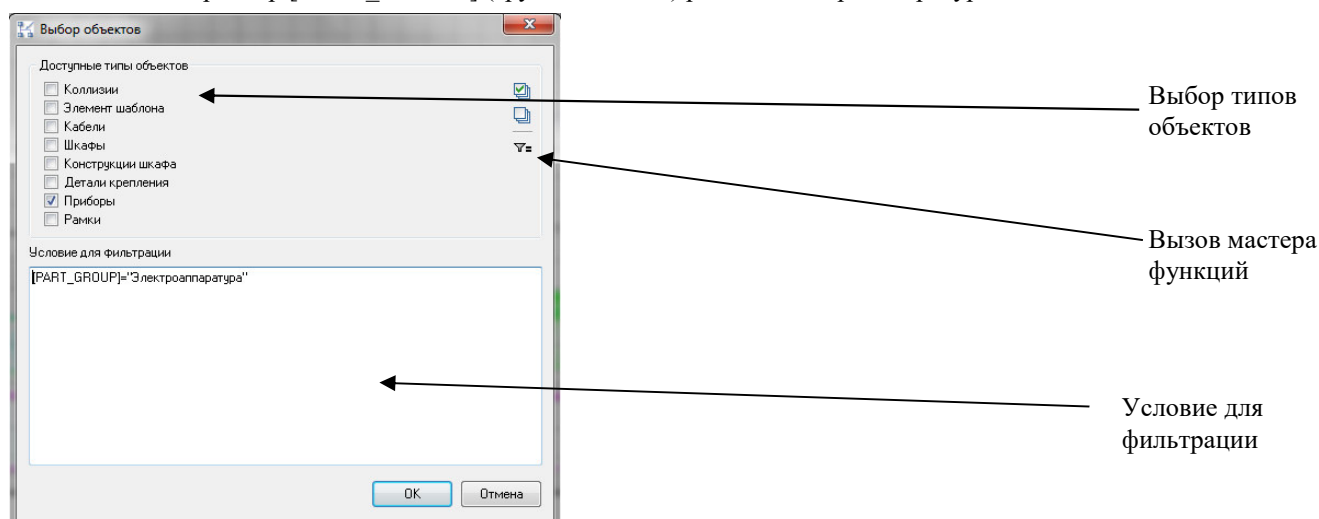 Выбор объектов
Доступные типы объектов
Коллизии
Элемент шаблона
Кабели
Шкафы
Конструкции шкафа
Детали крепления
Приборы
Рамки
Условие для фильтрации
[PART_GROUP]="Электроаппаратура"
OK
Отмена
Выбор типов
объектов
Вызов мастера
функций
Условие для
фильтрации